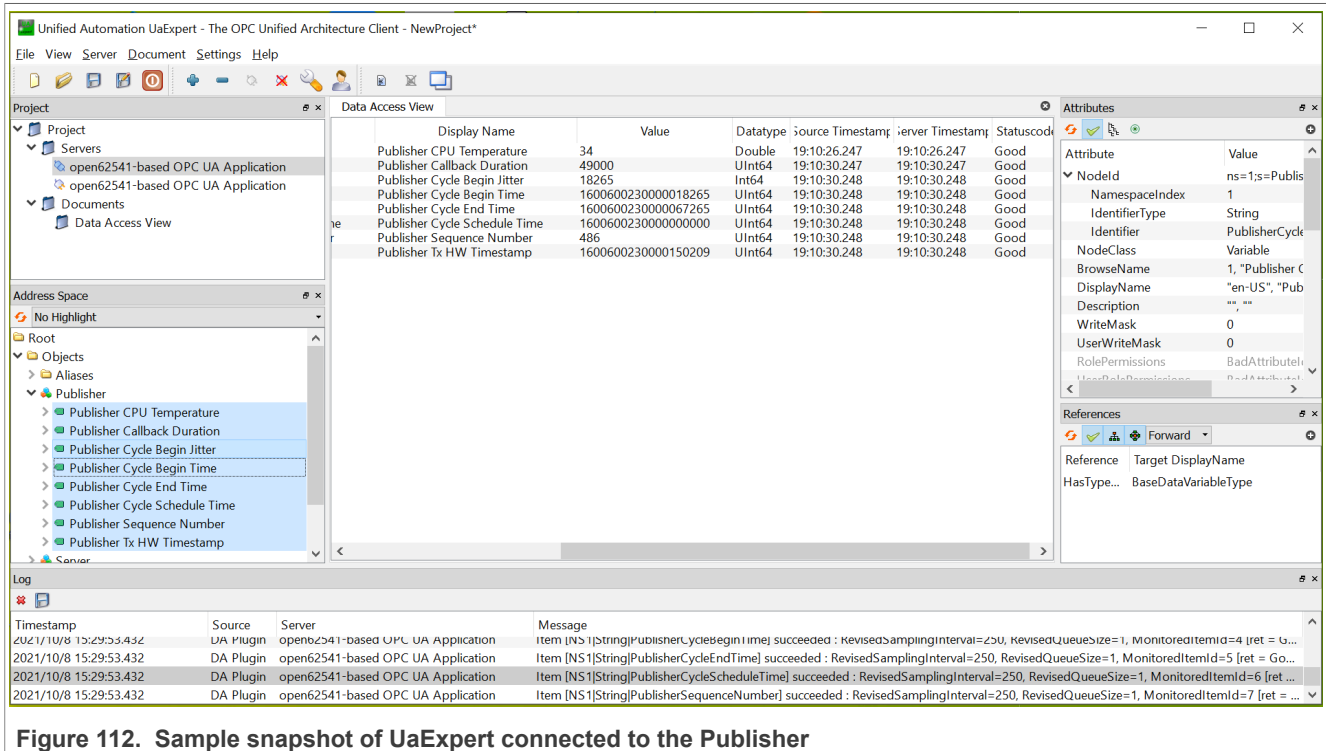 Unified Automation UaExpert - The OPC Unified Architecture Client - NewProject*
File View Server Document Settings Help
Project
Project
Servers
open62541-based OPC UA Application
open62541-based OPC UA Application
Documents
Data Access View
Address Space
No Highlight
Root
Objects
Aliases
Publisher
Publisher CPU Temperature
Publisher Callback Duration
Publisher Cycle Begin Jitter
Publisher Cycle Begin Time
Publisher Cycle End Time
Publisher Cycle Schedule Time
Publisher Sequence Number
Publisher Tx HW Timestamp
Server
Data Access View
Display Name Value Datatype Source Timestamp Server Timestamp Statuscode
Publisher CPU Temperature 34 Double 19:10:26.247 19:10:26.247 Good
Publisher Callback Duration 49000 UInt64 19:10:30.247 19:10:30.247 Good
Publisher Cycle Begin Jitter 18265 Int64 19:10:30.248 19:10:30.248 Good
Publisher Cycle Begin Time 1600600230000018265 UInt64 19:10:30.248 19:10:30.248 Good
Publisher Cycle End Time 1600600230000067265 UInt64 19:10:30.248 19:10:30.248 Good
ne Publisher Cycle Schedule Time 1600600230000000000 UInt64 19:10:30.248 19:10:30.248 Good
r Publisher Sequence Number 486 UInt64 19:10:30.248 19:10:30.248 Good
Publisher Tx HW Timestamp 1600600230000150209 UInt64 19:10:30.248 19:10:30.248 Good
Attributes
Attribute Value
NodeId ns=1;s=Publis
NamespaceIndex 1
IdentifierType String
Identifier PublisherCycle
NodeClass Variable
BrowseName 1, "Publisher C
DisplayName "en-US", "Pub
Description "", ""
WriteMask 0
UserWriteMask 0
RolePermissions BadAttributeI
UserRolePermissions BadAttributeI
References
Forward
Reference Target DisplayName
HasType... BaseDataVariableType
Log
Timestamp Source Server Message
2021/10/8 15:29:53.432 DA Plugin open62541-based OPC UA Application Item [NS1|String|PublisherCycleBeginTime] succeeded : RevisedSamplingInterval=250, RevisedQueueSize=1, MonitoredItemId=4 [ret = G...
2021/10/8 15:29:53.432 DA Plugin open62541-based OPC UA Application Item [NS1|String|PublisherCycleEndTime] succeeded : RevisedSamplingInterval=250, RevisedQueueSize=1, MonitoredItemId=5 [ret = Go...
2021/10/8 15:29:53.432 DA Plugin open62541-based OPC UA Application Item [NS1|String|PublisherCycleScheduleTime] succeeded : RevisedSamplingInterval=250, RevisedQueueSize=1, MonitoredItemId=6 [ret ...
2021/10/8 15:29:53.432 DA Plugin open62541-based OPC UA Application Item [NS1|String|PublisherSequenceNumber] succeeded : RevisedSamplingInterval=250, RevisedQueueSize=1, MonitoredItemId=7 [ret = ...
Figure 112. Sample snapshot of UaExpert connected to the Publisher